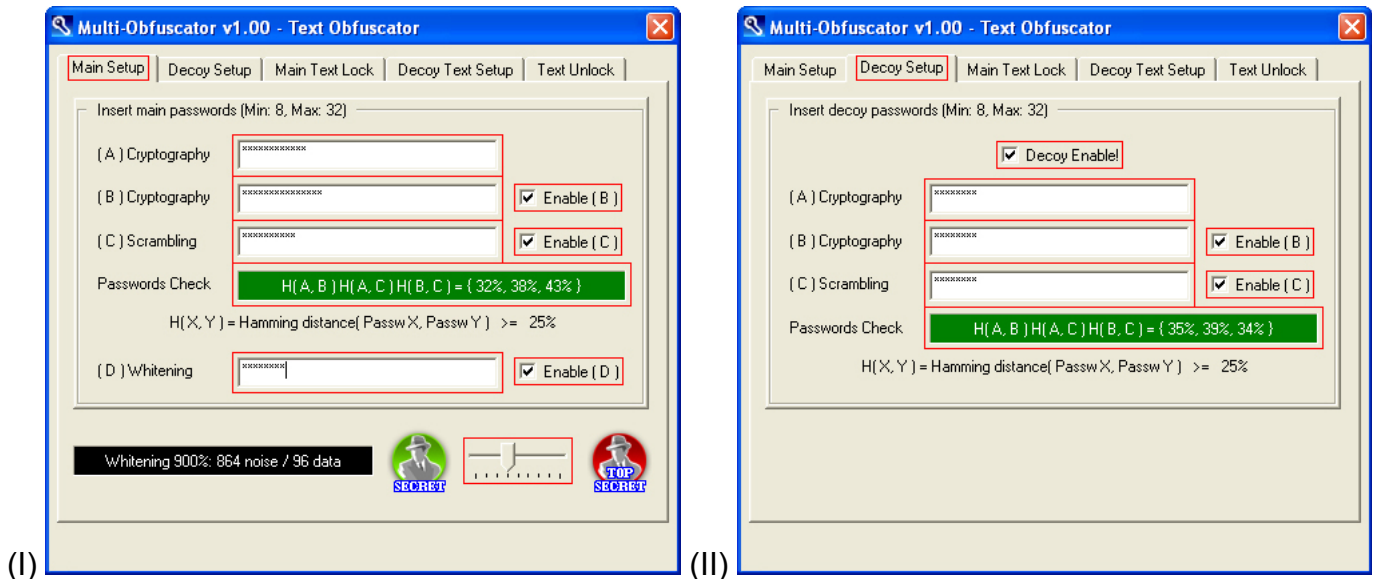 Multi-Obfuscator v1.00 - Text Obfuscator
Main Setup Decoy Setup Main Text Lock Decoy Text Setup Text Unlock
Insert main passwords (Min: 8, Max: 32)
( A ) Cryptography ************
( B ) Cryptography *************** Enable ( B )
( C ) Scrambling ********** Enable ( C )
Passwords Check H( A, B ) H( A, C ) H( B, C ) = { 32%, 38%, 43% }
H( X, Y ) = Hamming distance( Passw X, Passw Y ) >= 25%
( D ) Whitening ******** Enable ( D )
Whitening 900%: 864 noise / 96 data
SECRET
TOP
SECRET
(I)
Multi-Obfuscator v1.00 - Text Obfuscator
Main Setup Decoy Setup Main Text Lock Decoy Text Setup Text Unlock
Insert decoy passwords (Min: 8, Max: 32)
Decoy Enable!
( A ) Cryptography ********
( B ) Cryptography ******** Enable ( B )
( C ) Scrambling ******** Enable ( C )
Passwords Check H( A, B ) H( A, C ) H( B, C ) = { 35%, 39%, 34% }
H( X, Y ) = Hamming distance( Passw X, Passw Y ) >= 25%
(II)